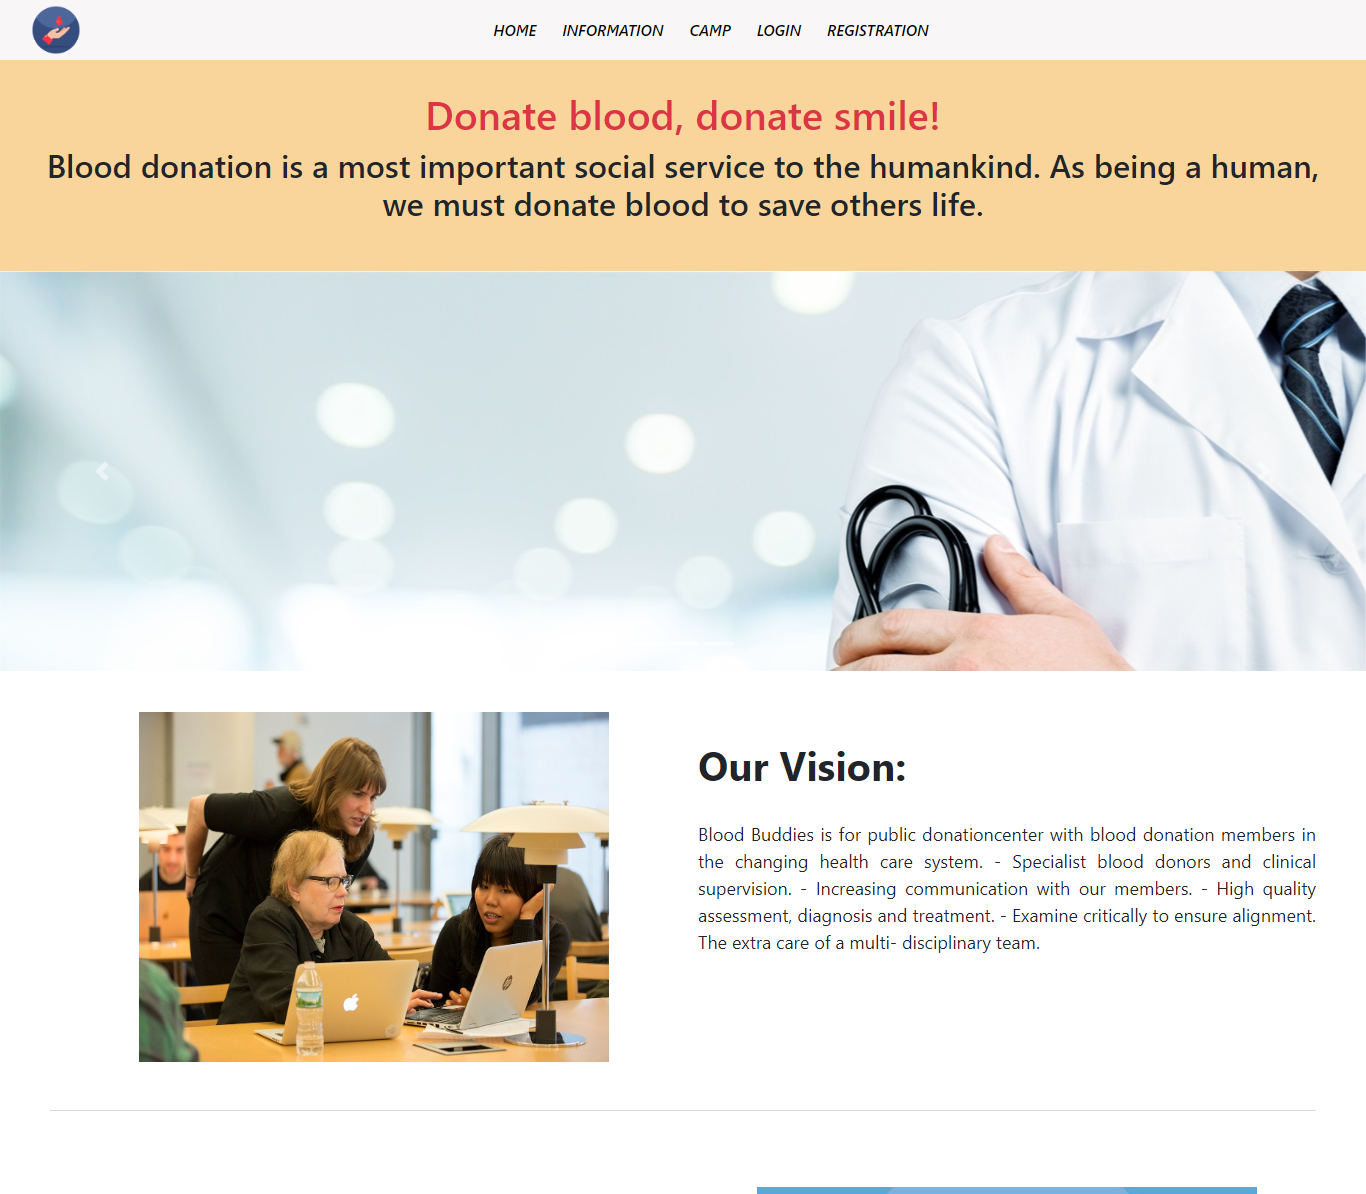 HOME INFORMATION CAMP LOGIN REGISTRATION
Donate blood, donate smile!
Blood donation is a most important social service to the humankind. As being a human,
we must donate blood to save others life.
Our Vision:
Blood Buddies is for public donationcenter with blood donation members in
the changing health care system. - Specialist blood donors and clinical
supervision. - Increasing communication with our members. - High quality
assessment, diagnosis and treatment. - Examine critically to ensure alignment.
The extra care of a multi- disciplinary team.